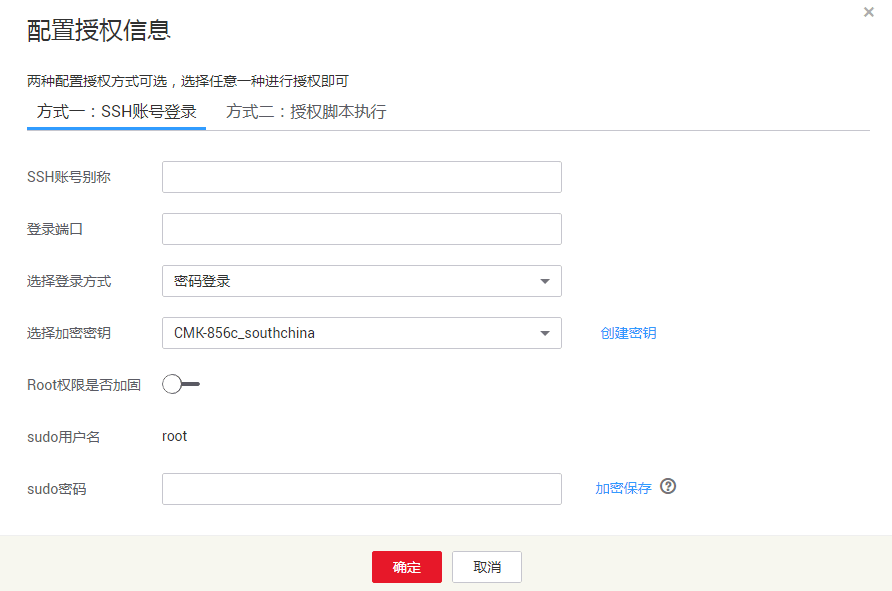 配置授权信息
两种配置授权方式可选，选择任意一种进行授权即可
方式一：SSH账号登录 方式二：授权脚本执行
SSH账号别称
登录端口
选择登录方式 密码登录
选择加密密钥 CMK-856c_southchina 创建密钥
Root权限是否加固
sudo用户名 root
sudo密码 加密保存 ?
确定 取消